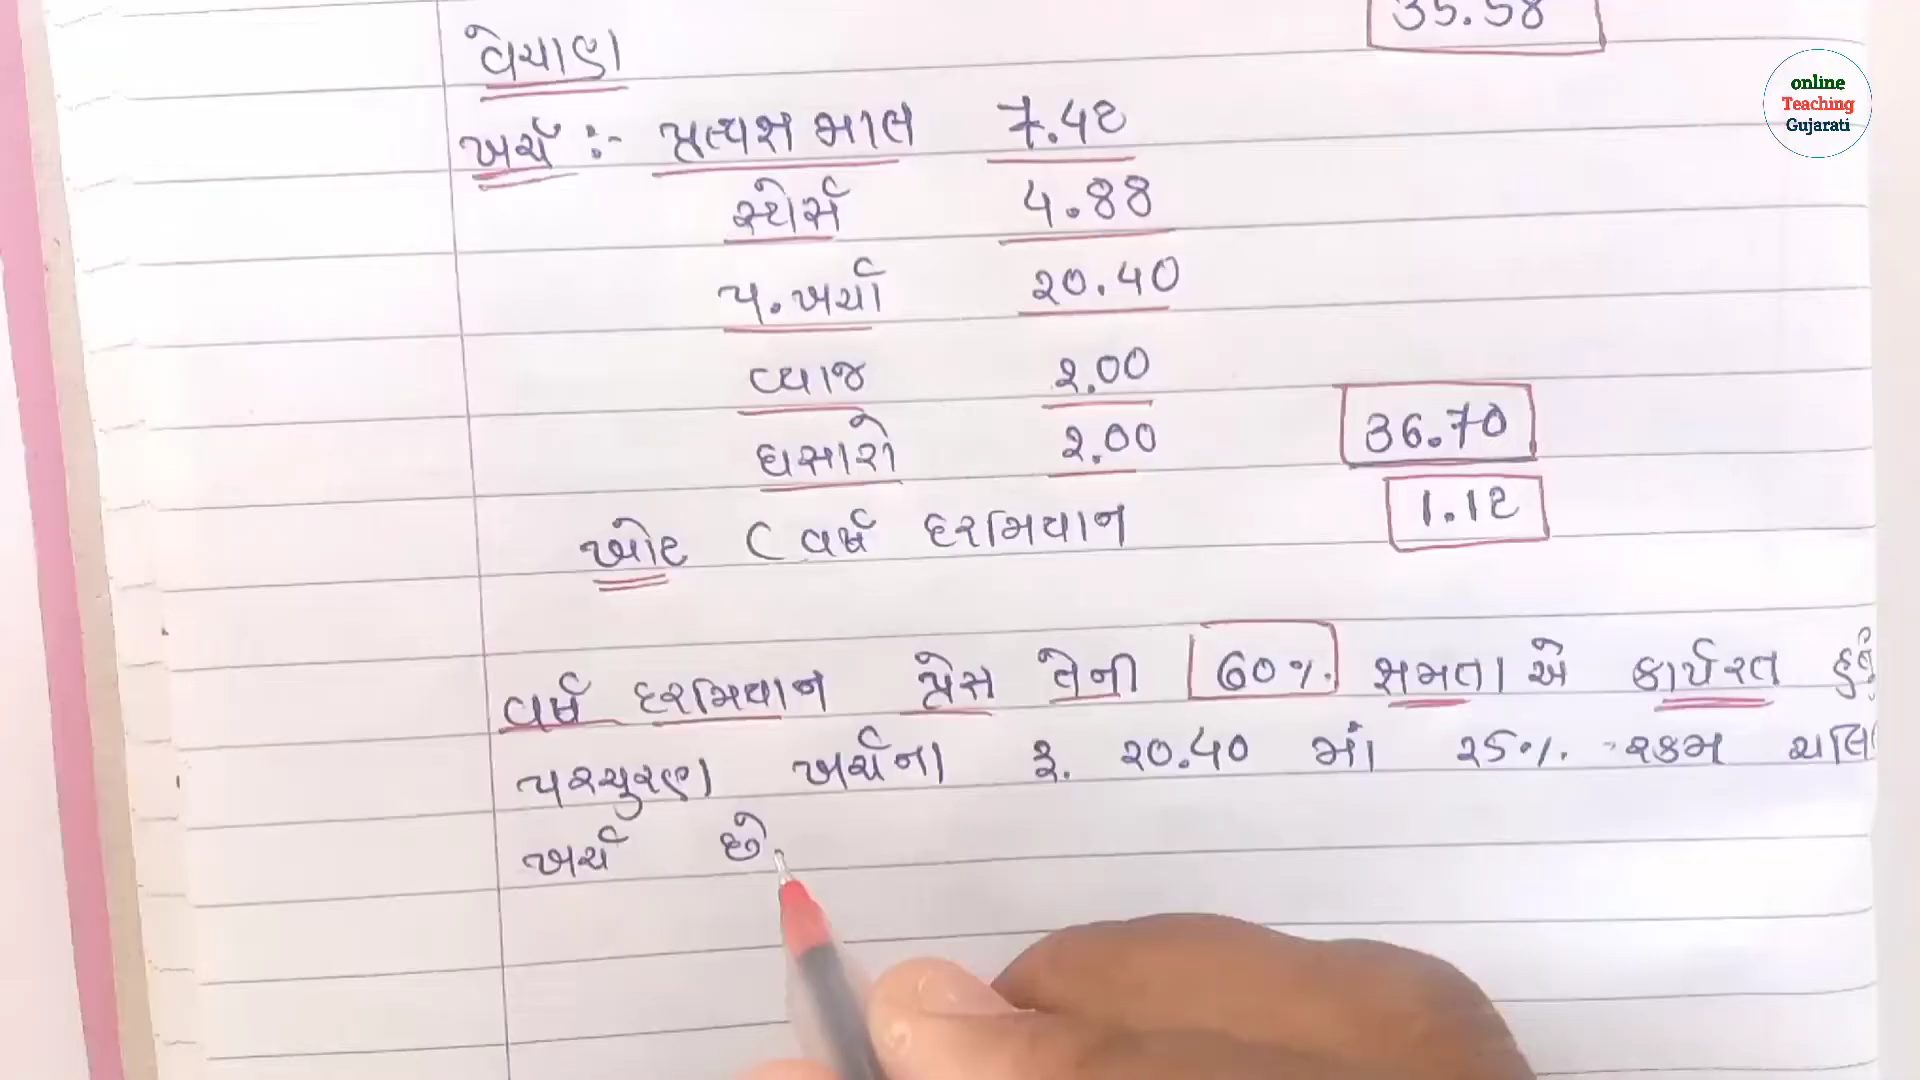 35.58
વેચાણ
ખર્ચ :- પ્રત્યક્ષ માલ 7.42
સ્ટોર્સ 4.88
પ. ખર્ચા 20.40
વ્યાજ 2.00
ઘસારો 2.00 36.70
ખોટ ( વર્ષ દરમિયાન 1.12
વર્ષ દરમિયાન પ્રેસ તેની 60% ક્ષમતા એ કાર્યરત હતું
પરચુરણ ખર્ચના રૂ. 20.40 માં 25% રકમ ચલિ
ખર્ચ છે.
online
Teaching
Gujarati